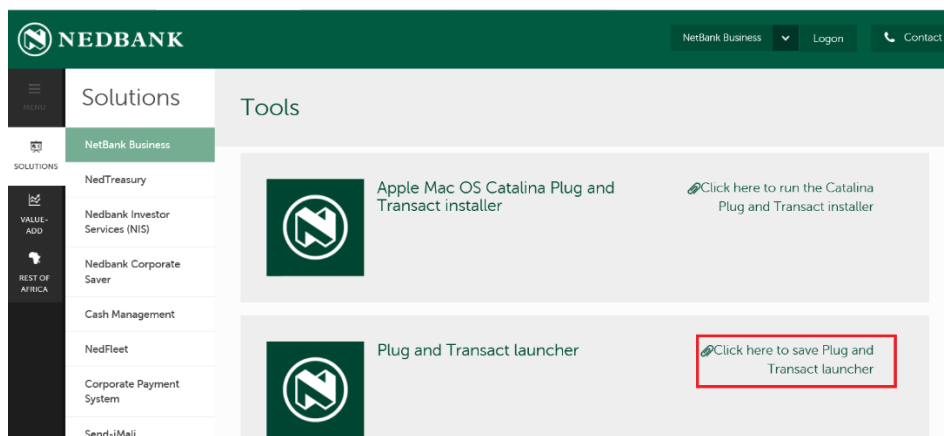 NEDBANK
NetBank Business
Logon
Contact
MENU
Solutions
Tools
SOLUTIONS
VALUE-
ADD
REST OF
AFRICA
NetBank Business
NedTreasury
Nedbank Investor
Services (NIS)
Nedbank Corporate
Saver
Cash Management
NedFleet
Corporate Payment
System
Send-iMali
Apple Mac OS Catalina Plug and
Transact installer
Click here to run the Catalina
Plug and Transact installer
Plug and Transact launcher
Click here to save Plug and
Transact launcher